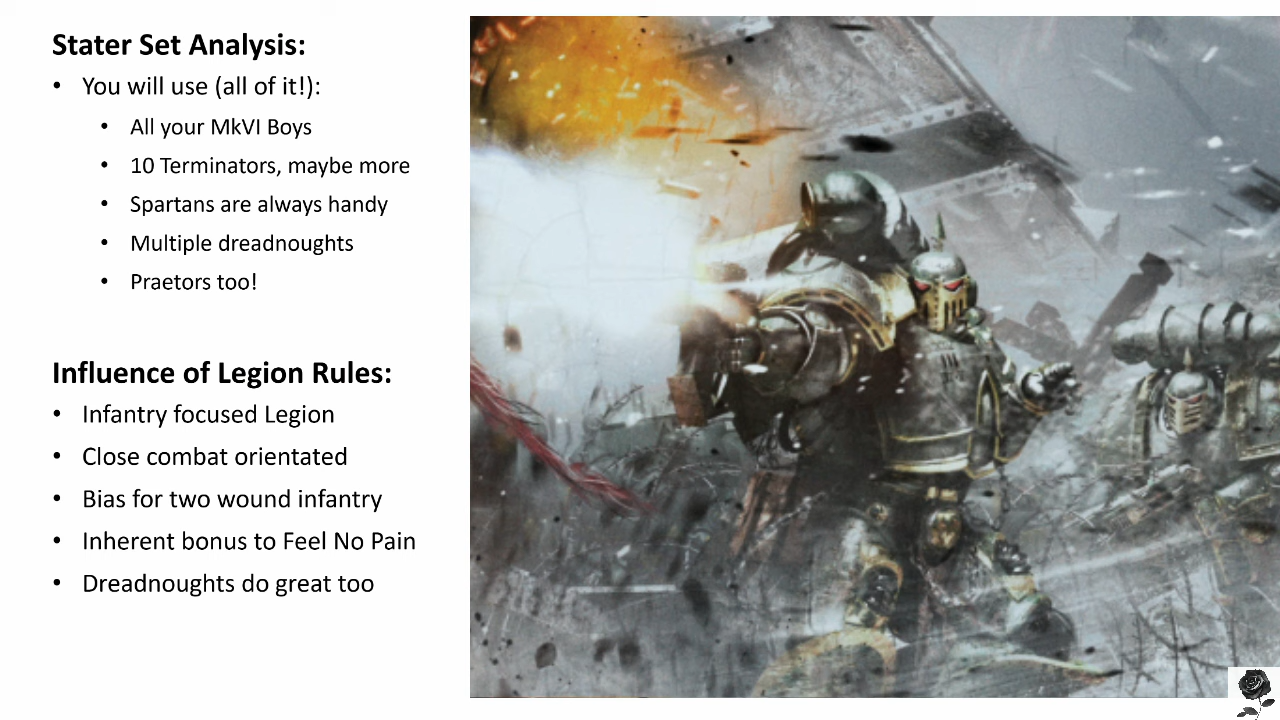 Stater Set Analysis:
• You will use (all of it!):
• All your MkVI Boys
• 10 Terminators, maybe more
• Spartans are always handy
• Multiple dreadnoughts
• Praetors too!
Influence of Legion Rules:
• Infantry focused Legion
• Close combat orientated
• Bias for two wound infantry
• Inherent bonus to Feel No Pain
• Dreadnoughts do great too